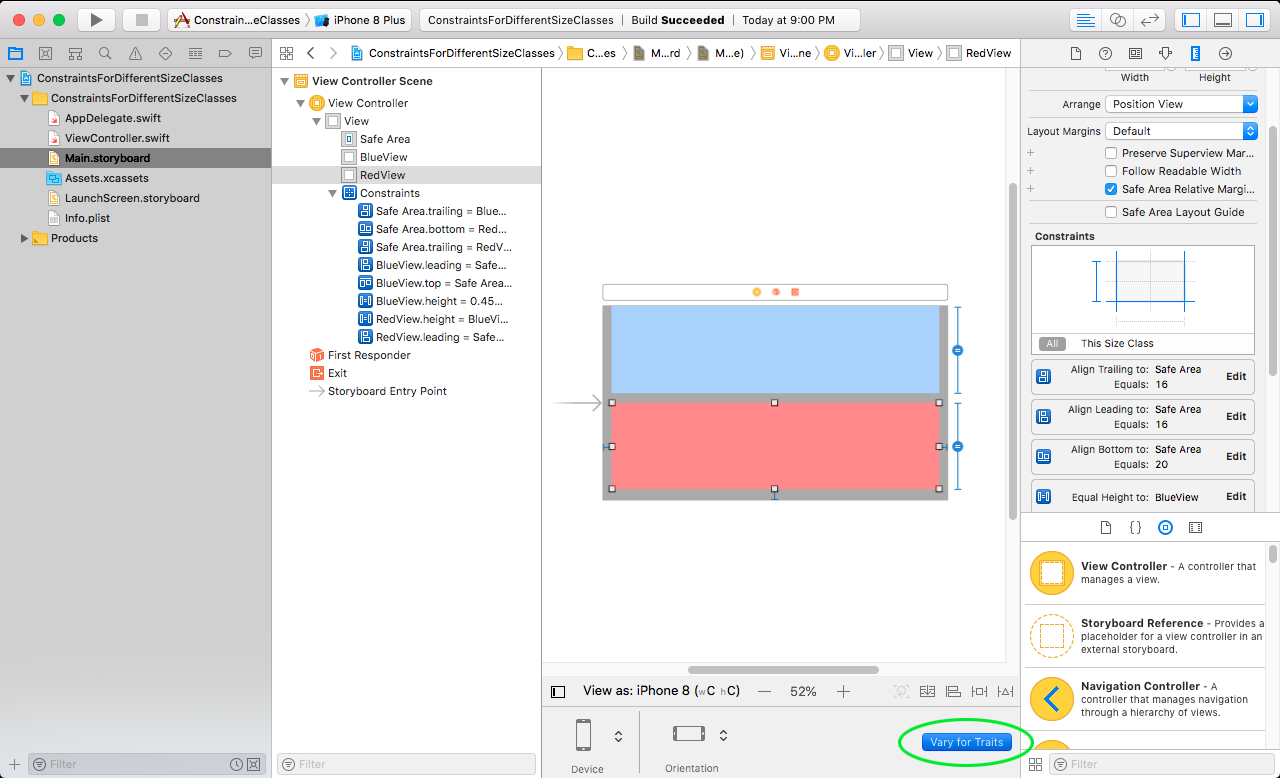 Constrain...eClasses iPhone 8 Plus
ConstraintsForDifferentSizeClasses Build Succeeded Today at 9:00 PM
ConstraintsForDifferentSizeClasses C...es M...rd M...e) Vi...ne Vi...ler View RedView
ConstraintsForDifferentSizeClasses
ConstraintsForDifferentSizeClasses
AppDelegate.swift
ViewController.swift
Main.storyboard
Assets.xcassets
LaunchScreen.storyboard
Info.plist
Products
Filter
View Controller Scene
View Controller
View
Safe Area
BlueView
RedView
Constraints
Safe Area.trailing = Blue...
Safe Area.bottom = Red...
Safe Area.trailing = RedV...
BlueView.leading = Safe...
BlueView.top = Safe Area...
BlueView.height = 0.45...
RedView.height = BlueVi...
RedView.leading = Safe...
First Responder
Exit
Storyboard Entry Point
Filter
View as: iPhone 8 (wC hC) 52%
Device
Orientation
Vary for Traits
Width Height
Arrange Position View
Layout Margins Default
Preserve Superview Mar...
Follow Readable Width
Safe Area Relative Margi...
Safe Area Layout Guide
Constraints
All This Size Class
Align Trailing to: Safe Area
Equals: 16
Edit
Align Leading to: Safe Area
Equals: 16
Edit
Align Bottom to: Safe Area
Equals: 20
Edit
Equal Height to: BlueView Edit
{ }
View Controller - A controller that
manages a view.
Storyboard Reference - Provides a
placeholder for a view controller in an
external storyboard.
Navigation Controller - A
controller that manages navigation
through a hierarchy of views.
Filter